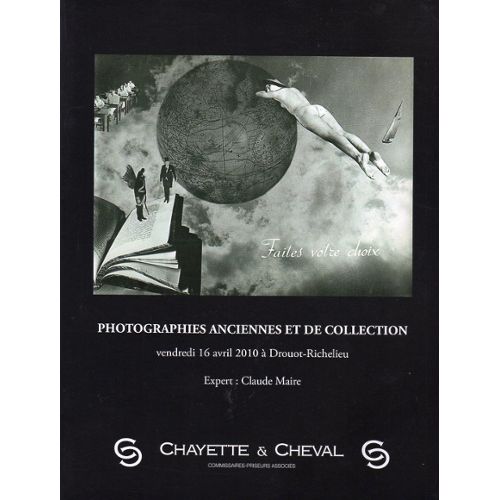 Faites votre choix
PHOTOGRAPHIES ANCIENNES ET DE COLLECTION
vendredi 16 avril 2010 à Drouot-Richelieu
Expert : Claude Maire
CHAYETTE & CHEVAL
COMMISSAIRES-PRISEURS ASSOCIÉS